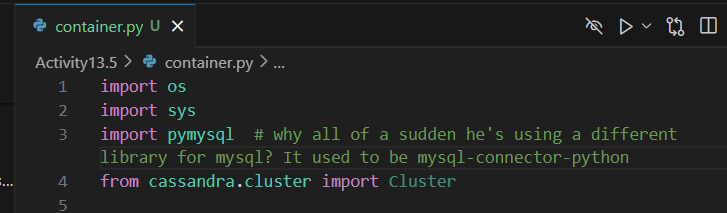 container.py U
Activity13.5 > container.py > ...
1 import os
2 import sys
3 import pymysql  # why all of a sudden he's using a different
library for mysql? It used to be mysql-connector-python
4 from cassandra.cluster import Cluster
5
s...